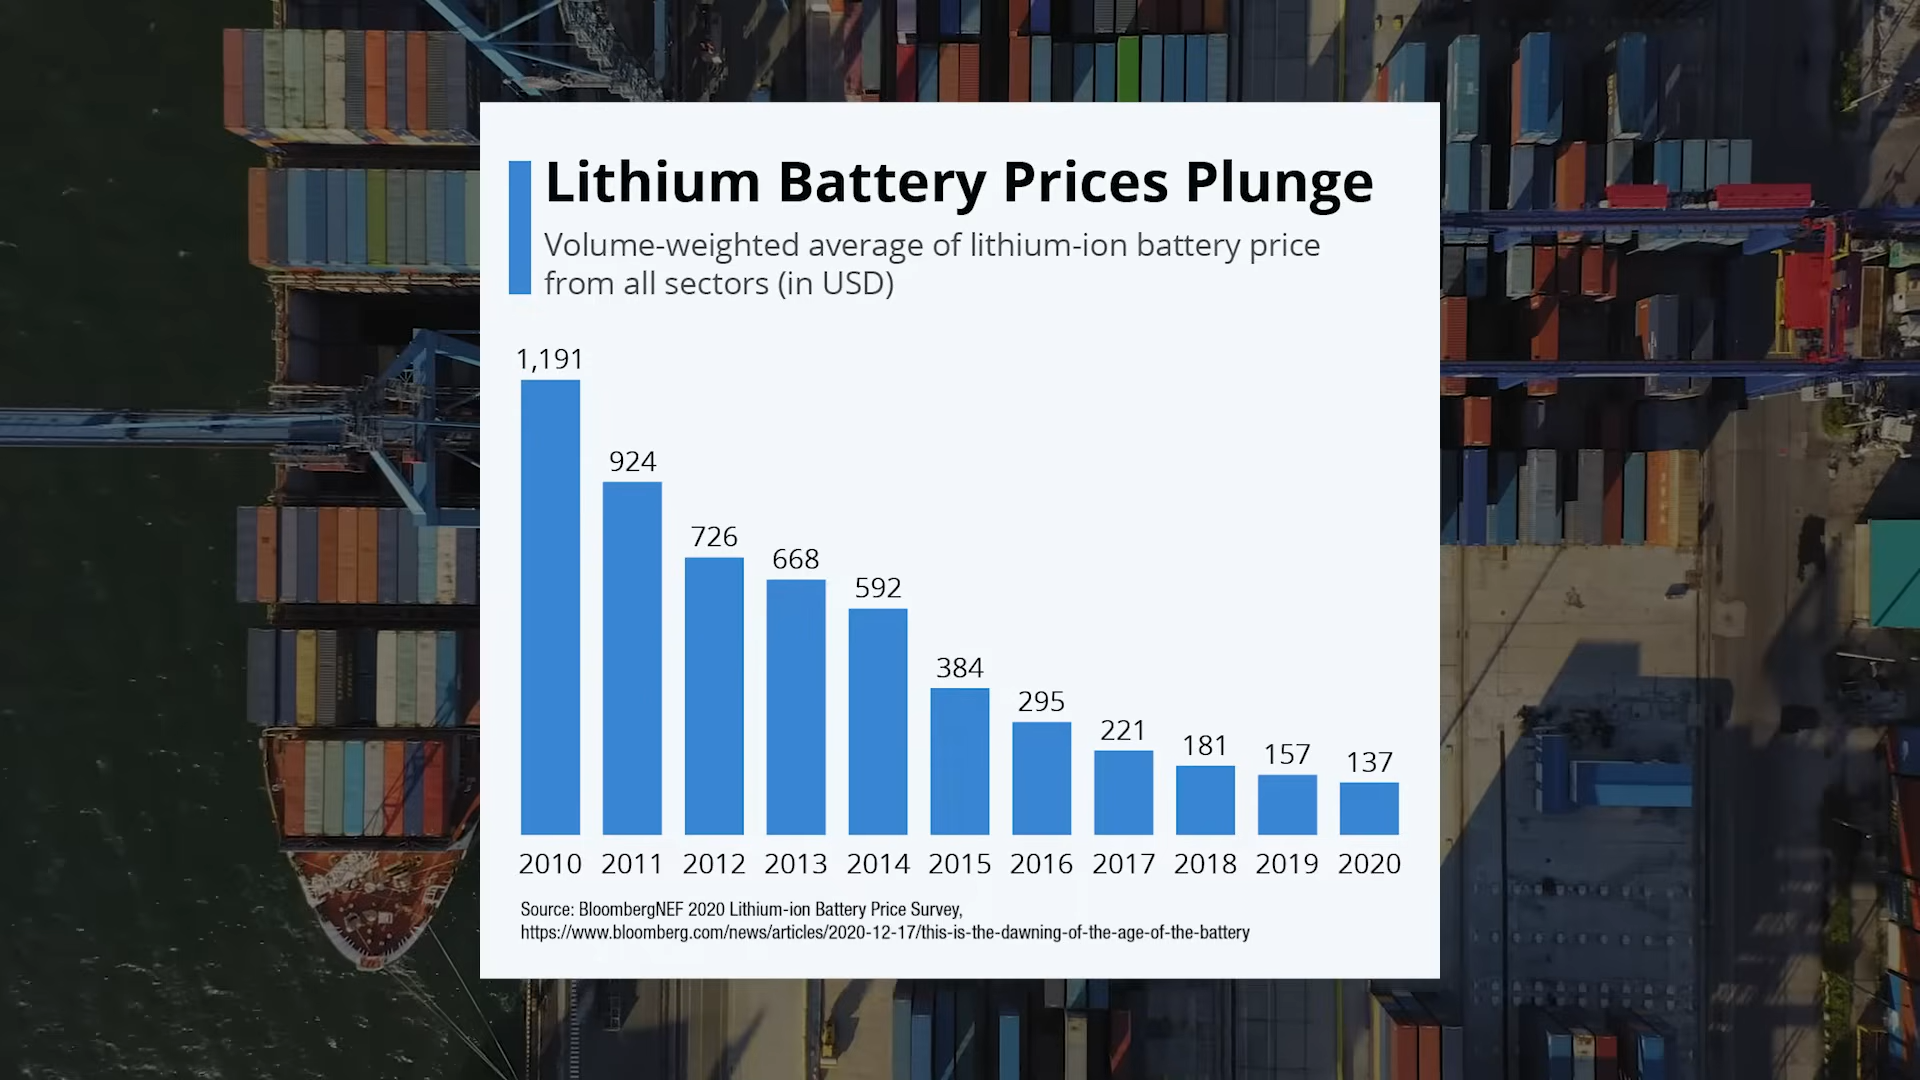 Lithium Battery Prices Plunge
Volume-weighted average of lithium-ion battery price
from all sectors (in USD)
1,191
924
726
668
592
384
295
221
181
157
137
2010 2011 2012 2013 2014 2015 2016 2017 2018 2019 2020
Source: BloombergNEF 2020 Lithium-ion Battery Price Survey,
https://www.bloomberg.com/news/articles/2020-12-17/this-is-the-dawning-of-the-age-of-the-battery